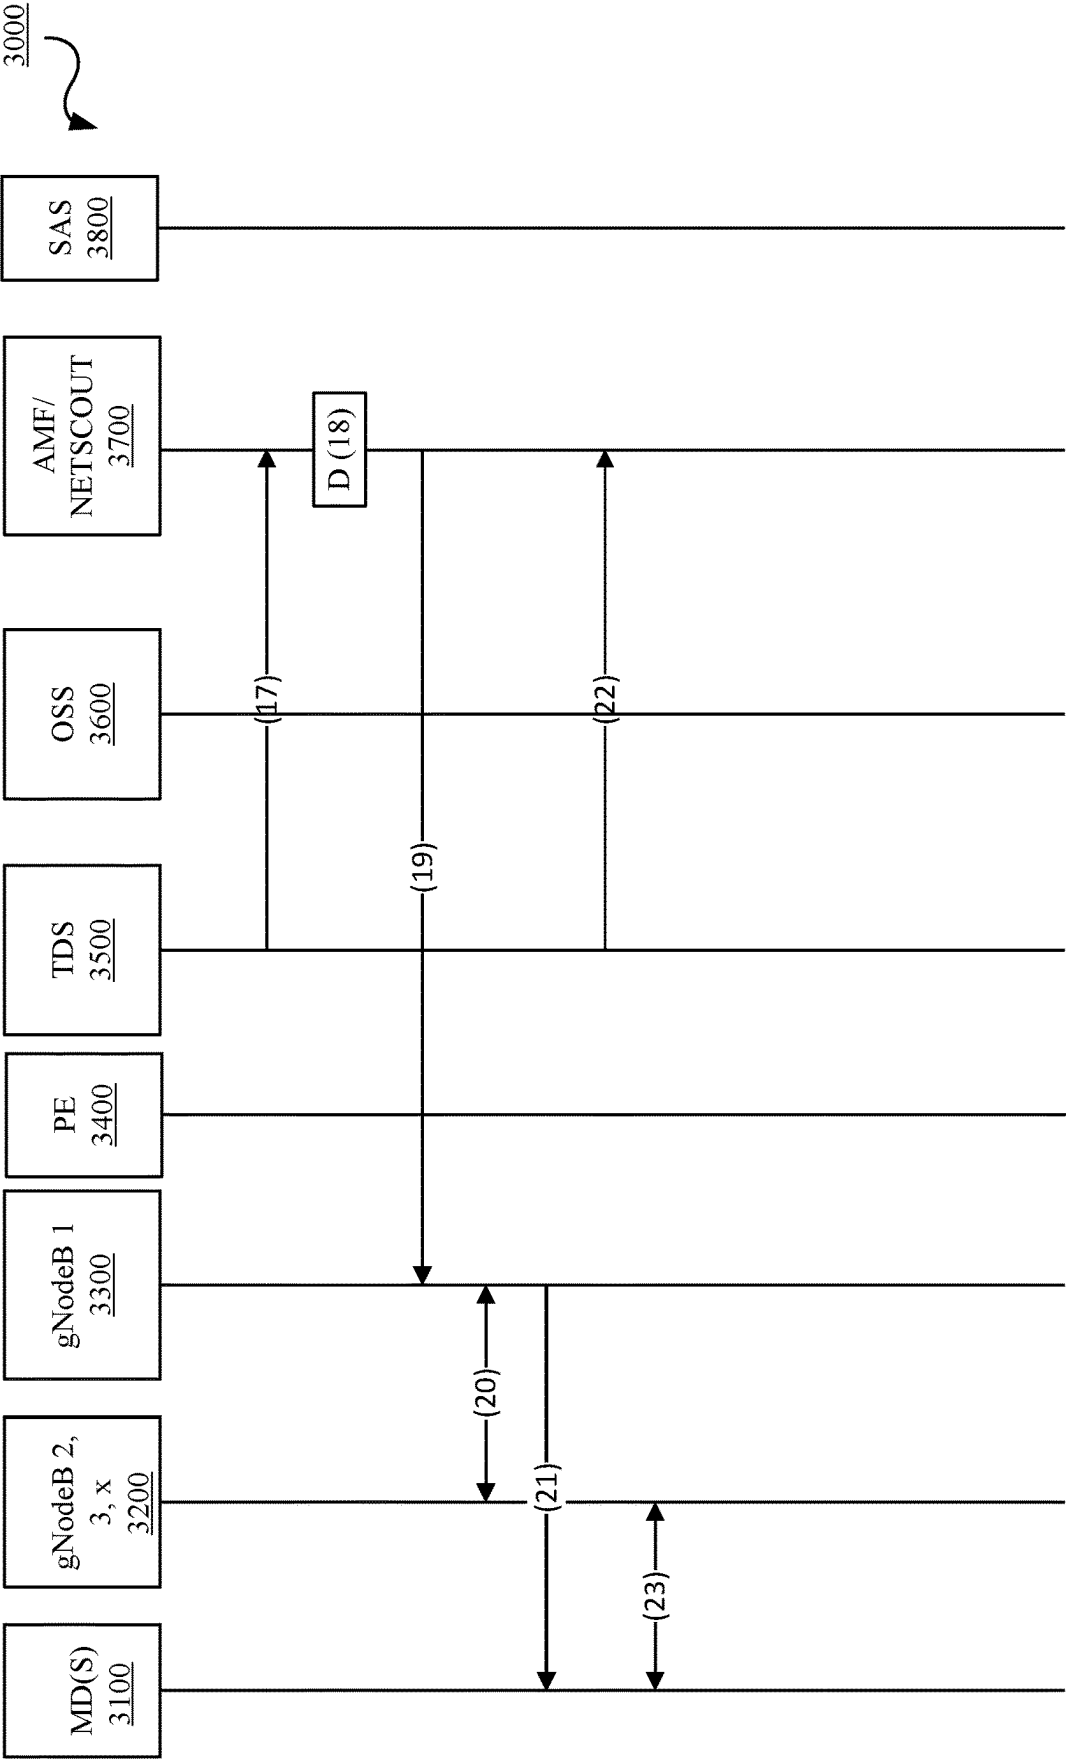 3000
MD(S)
3100
gNodeB 2,
3, x
3200
gNodeB 1
3300
PE
3400
TDS
3500
OSS
3600
AMF/
NETSCOUT
3700
SAS
3800
(17)
D (18)
(19)
(20)
(21)
(22)
(23)